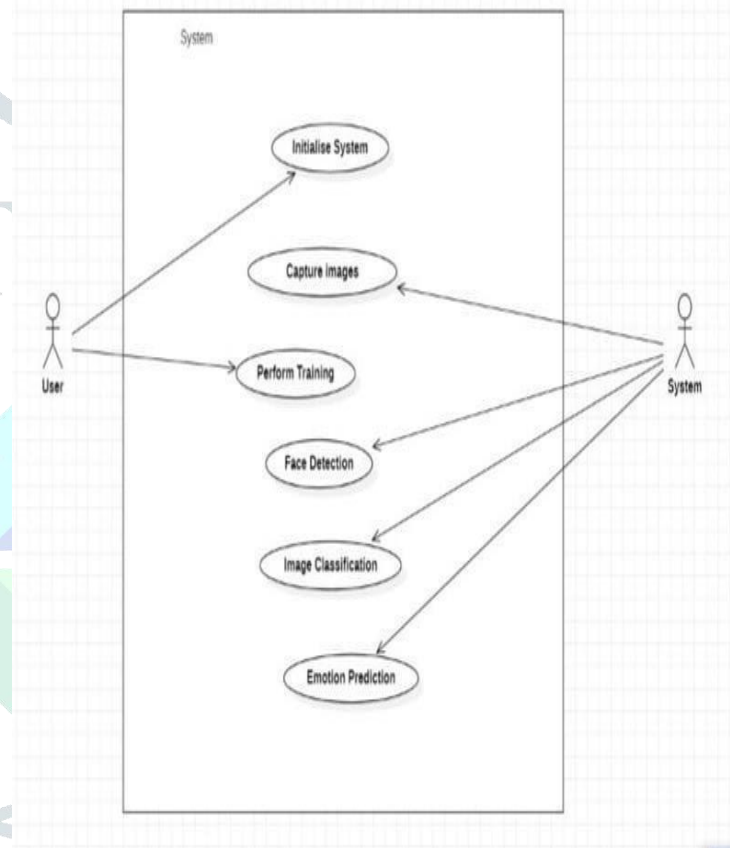 System
Initialise System
Capture images
Perform Training
User
System
Face Detection
Image Classification
Emotion Prediction